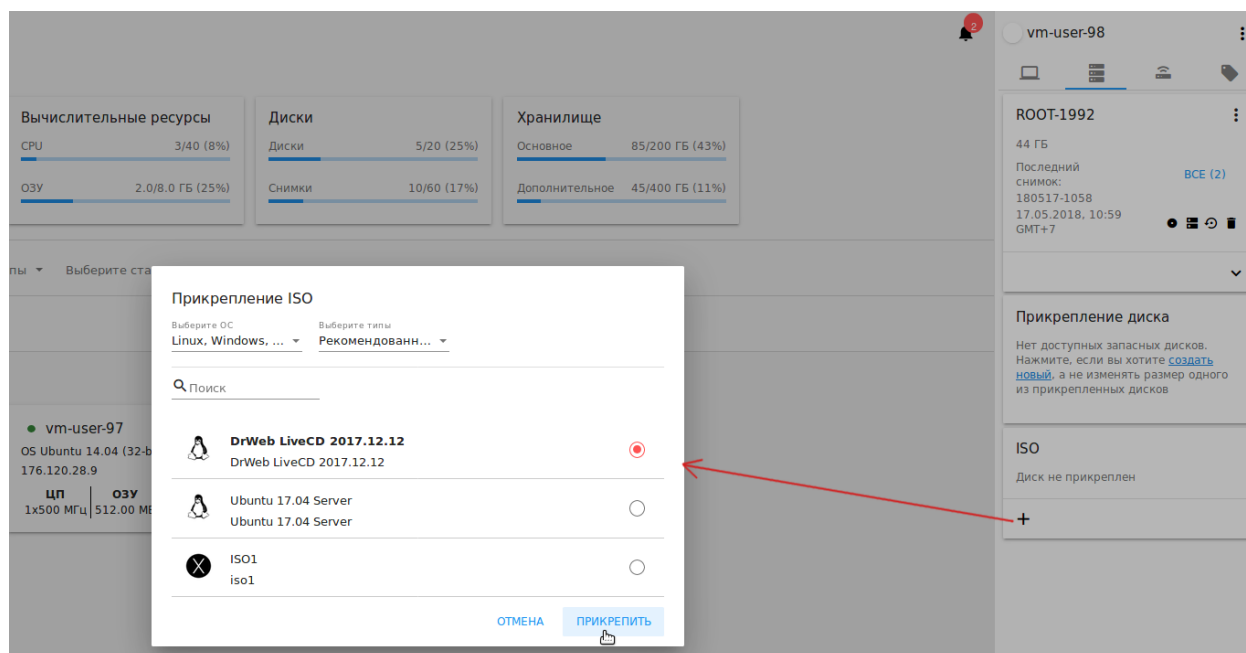 2
vm-user-98
Вычислительные ресурсы
CPU 3/40 (8%)
ОЗУ 2.0/8.0 ГБ (25%)
Диски
Диски 5/20 (25%)
Снимки 10/60 (17%)
Хранилище
Основное 85/200 ГБ (43%)
Дополнительное 45/400 ГБ (11%)
пы Выберите ста
vm-user-97
OS Ubuntu 14.04 (32-b
176.120.28.9
ЦП ОЗУ
1x500 МГц 512.00 МБ
Прикрепление ISO
Выберите ОС Выберите типы
Linux, Windows, ... Рекомендованн...
Поиск
DrWeb LiveCD 2017.12.12
DrWeb LiveCD 2017.12.12
Ubuntu 17.04 Server
Ubuntu 17.04 Server
X
ISO1
iso1
ОТМЕНА ПРИКРЕПИТЬ
ROOT-1992
44 ГБ
Последний
снимок:
180517-1058
17.05.2018, 10:59
GMT+7
ВСЕ (2)
Прикрепление диска
Нет доступных запасных дисков.
Нажмите, если вы хотите создать
новый, а не изменять размер одного
из прикрепленных дисков
ISO
Диск не прикреплен